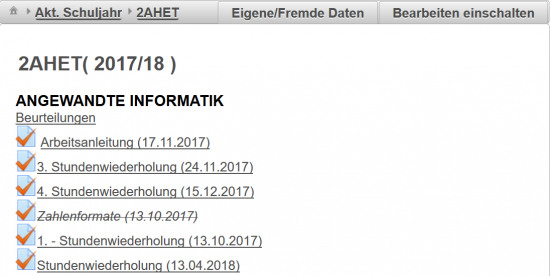 Akt. Schuljahr 2AHET Eigene/Fremde Daten Bearbeiten einschalten
2AHET( 2017/18 )
ANGEWANDTE INFORMATIK
Beurteilungen
Arbeitsanleitung (17.11.2017)
3. Stundenwiederholung (24.11.2017)
4. Stundenwiederholung (15.12.2017)
Zahlenformate (13.10.2017)
1. - Stundenwiederholung (13.10.2017)
Stundenwiederholung (13.04.2018)